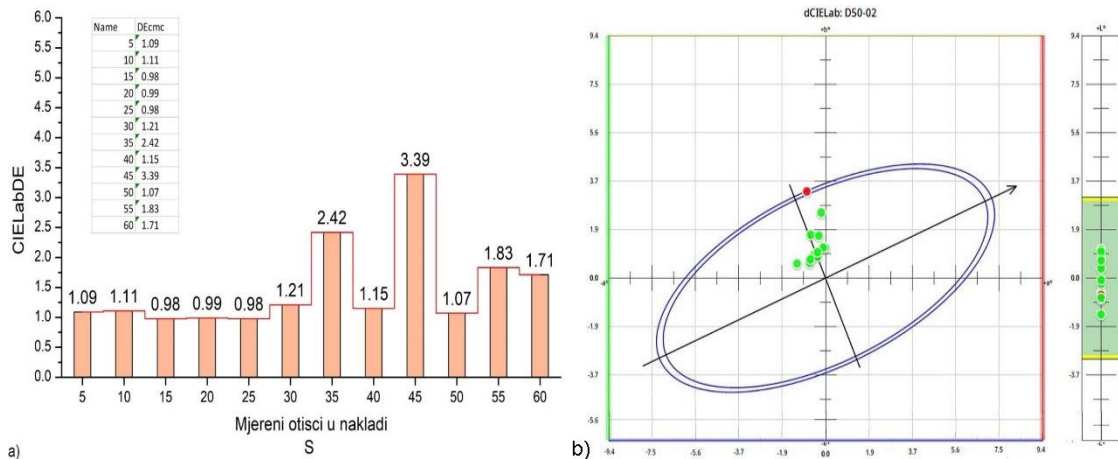 6.0
5.5
5.0
4.5
4.0
3.5
3.0
2.5
2.0
1.5
1.0
0.5
0.0
CIELabDE
Name DEcmc
5 1.09
10 1.11
15 0.98
20 0.99
25 0.98
30 1.21
35 2.42
40 1.15
45 3.39
50 1.07
55 1.83
60 1.71
1.09 1.11 0.98 0.99 0.98 1.21 2.42 1.15 3.39 1.07 1.83 1.71
5 10 15 20 25 30 35 40 45 50 55 60
Mjereni otisci u nakladi
S
a)
dCIELab: D50-02
+b*
9.4
7.5
5.6
3.7
1.9
0.0
-1.9
-3.7
-5.6
-a*
+a*
-b*
-9.4 -7.5 -5.6 -3.7 -1.9 0.0 1.9 3.7 5.6 7.5 9.4
b)
+L*
9.4
7.5
5.6
3.7
1.9
0.0
-1.9
-3.7
-5.6
-L*